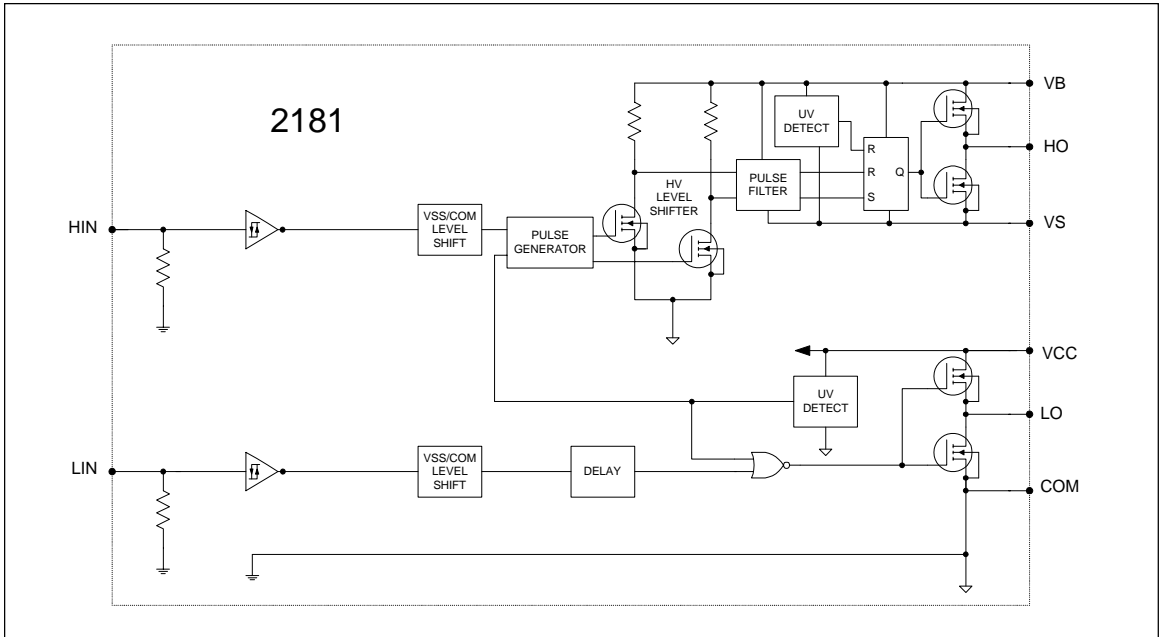 2181
VB
UV
DETECT
HO
R
R
Q
S
PULSE
FILTER
HV
LEVEL
SHIFTER
VS
HIN
VSS/COM
LEVEL
SHIFT
PULSE
GENERATOR
VCC
UV
DETECT
LO
LIN
VSS/COM
LEVEL
SHIFT
DELAY
COM